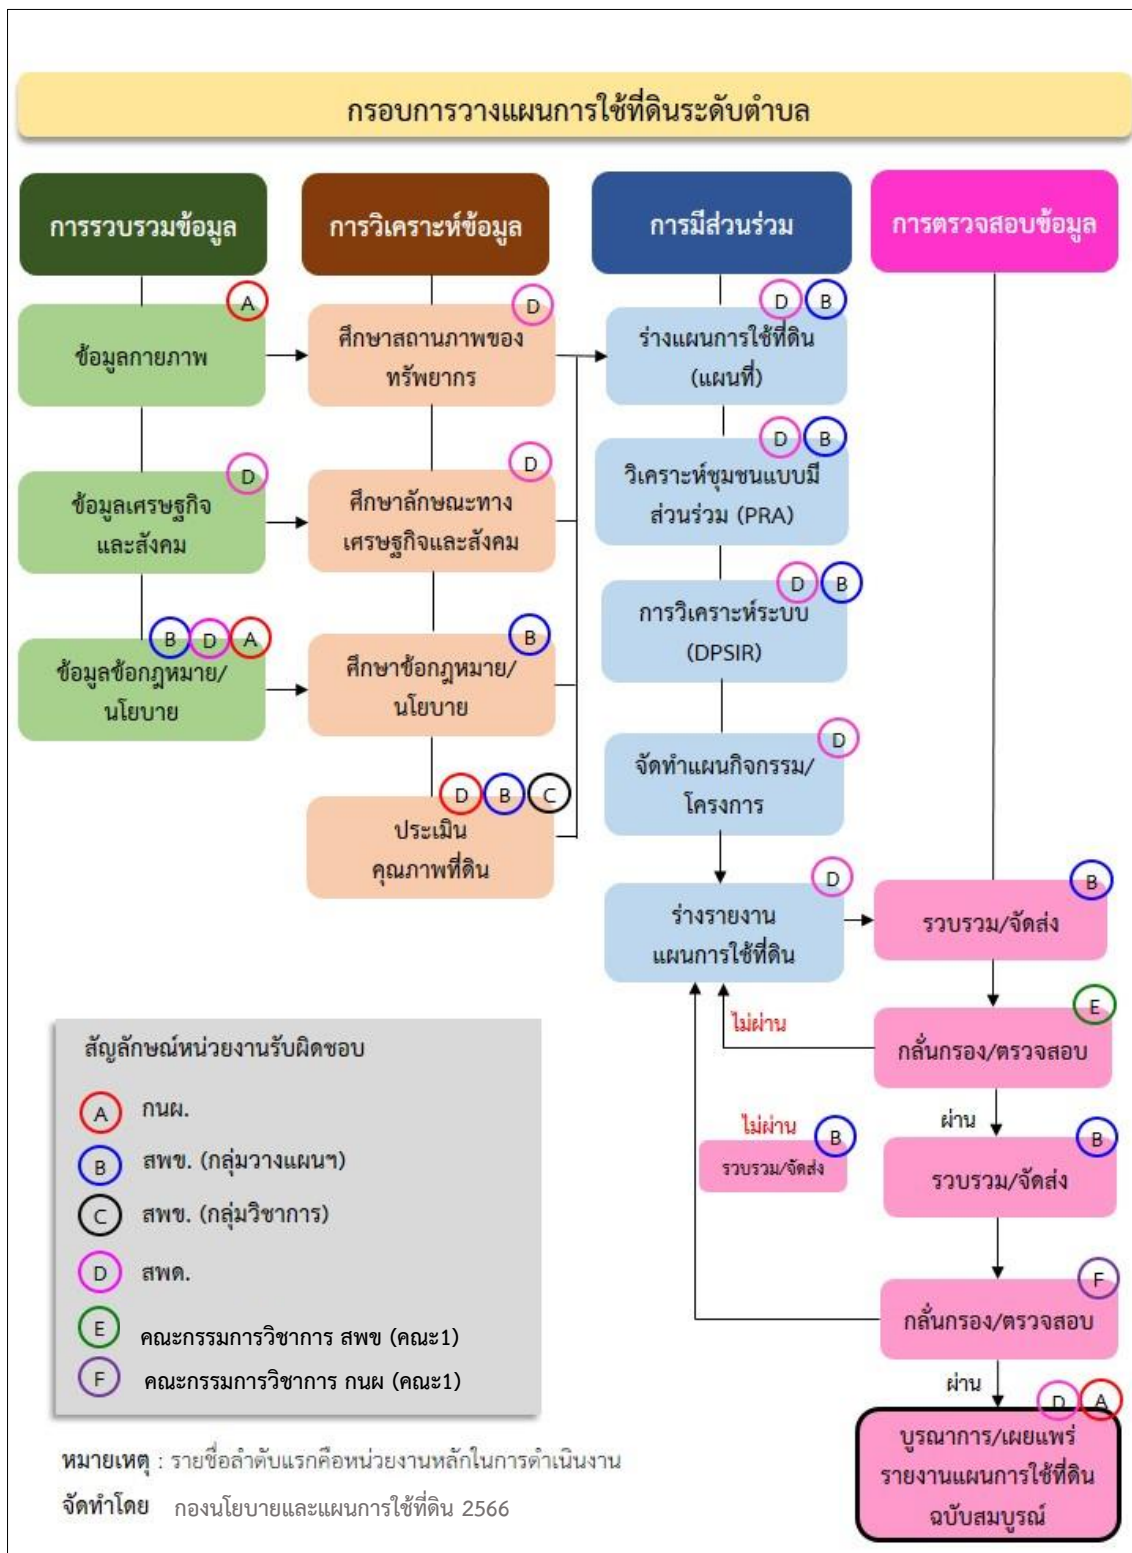 กรอบการวางแผนการใช้ที่ดินระดับตำบล
การรวบรวมข้อมูล
A
ข้อมูลกายภาพ
D
ข้อมูลเศรษฐกิจ
และสังคม
B D A
ข้อมูลข้อกฎหมาย/
นโยบาย
การวิเคราะห์ข้อมูล
D
ศึกษาสถานภาพของ
ทรัพยากร
D
ศึกษาลักษณะทาง
เศรษฐกิจและสังคม
B
ศึกษาข้อกฎหมาย/
นโยบาย
D B C
ประเมิน
คุณภาพที่ดิน
การมีส่วนร่วม
D B
ร่างแผนการใช้ที่ดิน
(แผนที่)
D B
วิเคราะห์ชุมชนแบบมี
ส่วนร่วม (PRA)
D B
การวิเคราะห์ระบบ
(DPSIR)
D
จัดทำแผนกิจกรรม/
โครงการ
D
ร่างรายงาน
แผนการใช้ที่ดิน
การตรวจสอบข้อมูล
B
รวบรวม/จัดส่ง
E
กลั่นกรอง/ตรวจสอบ
ไม่ผ่าน
ผ่าน
B
รวบรวม/จัดส่ง
ไม่ผ่าน
B
รวบรวม/จัดส่ง
F
กลั่นกรอง/ตรวจสอบ
ผ่าน
D A
บูรณาการ/เผยแพร่
รายงานแผนการใช้ที่ดิน
ฉบับสมบูรณ์
สัญลักษณ์หน่วยงานรับผิดชอบ
A กนผ.
B สพข. (กลุ่มวางแผนฯ)
C สพข. (กลุ่มวิชาการ)
D สพด.
E คณะกรรมการวิชาการ สพข (คณะ1)
F คณะกรรมการวิชาการ กนผ (คณะ1)
หมายเหตุ : รายชื่อลำดับแรกคือหน่วยงานหลักในการดำเนินงาน
จัดทำโดย กองนโยบายและแผนการใช้ที่ดิน 2566